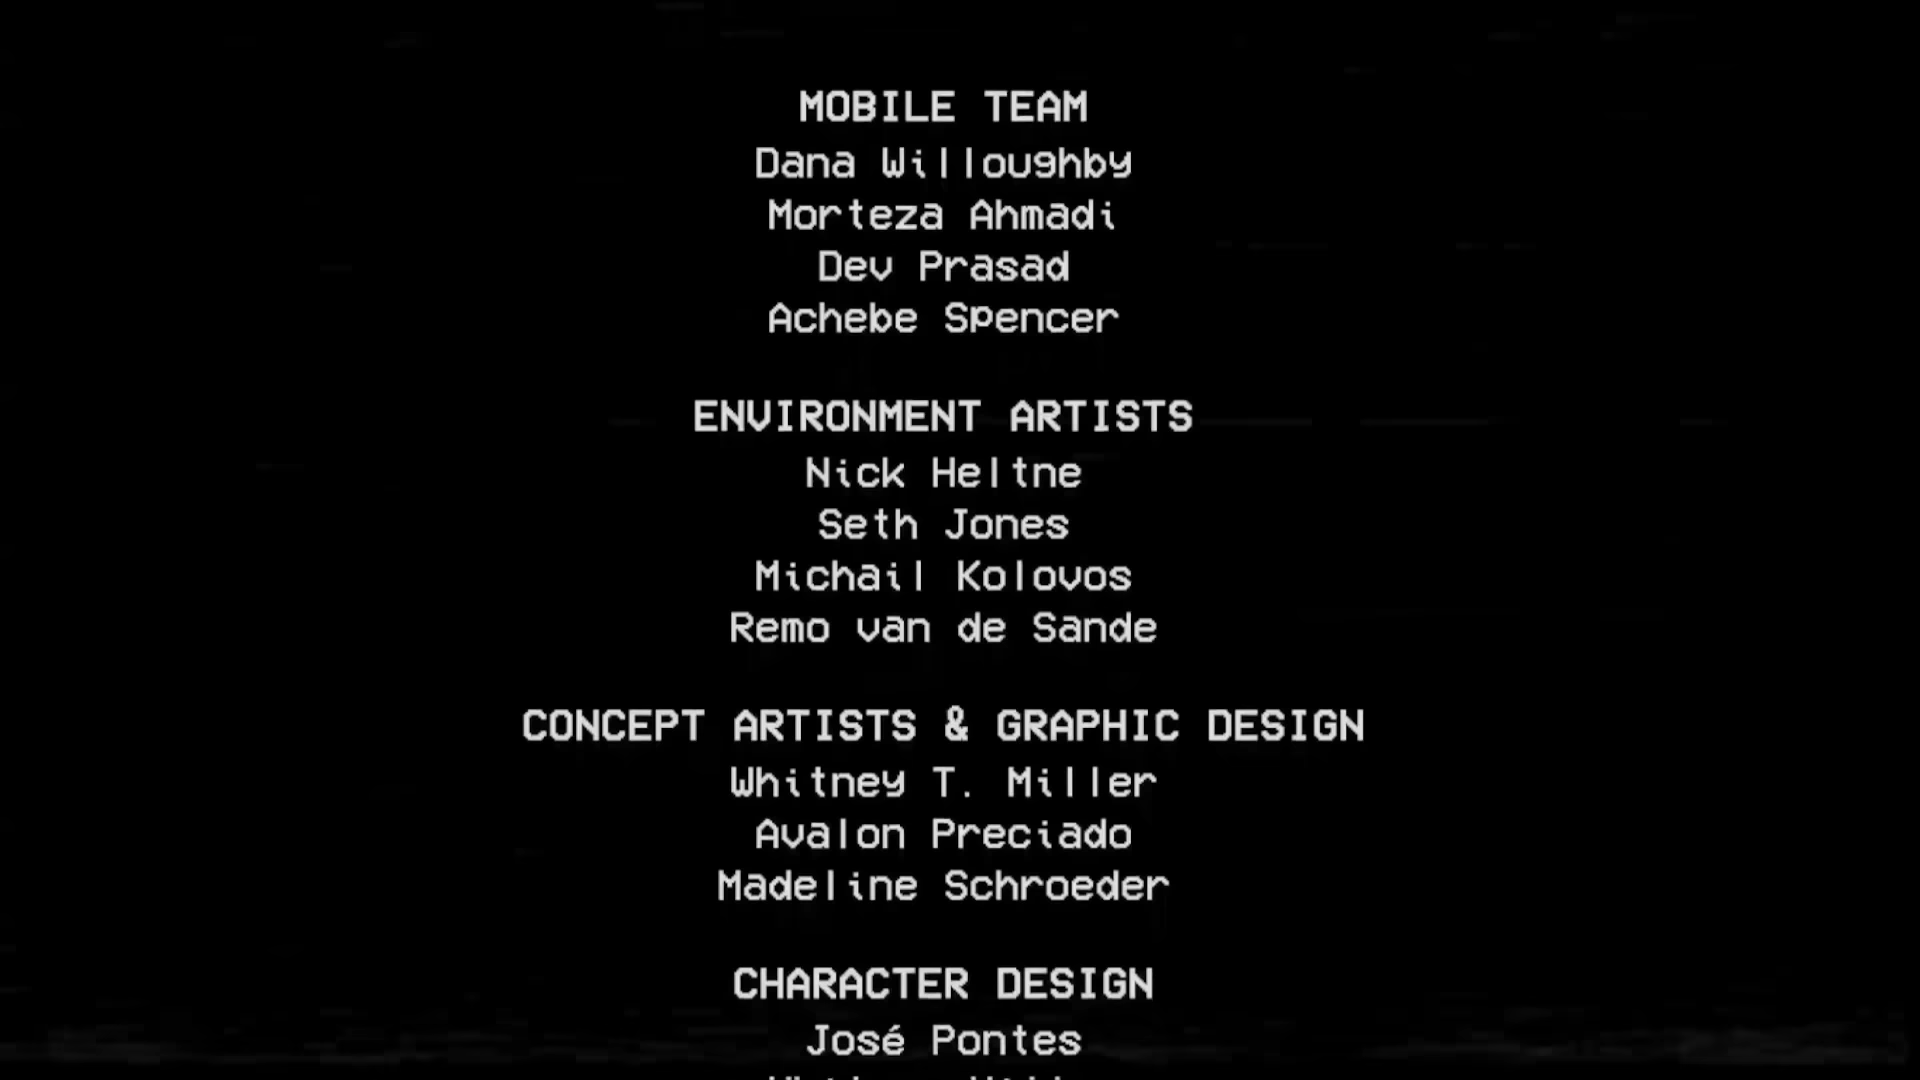 MOBILE TEAM
Dana Willoughby
Morteza Ahmadi
Dev Prasad
Achebe Spencer
ENVIRONMENT ARTISTS
Nick Heltne
Seth Jones
Michail Kolovos
Remo van de Sande
CONCEPT ARTISTS & GRAPHIC DESIGN
Whitney T. Miller
Avalon Preciado
Madeline Schroeder
CHARACTER DESIGN
José Pontes